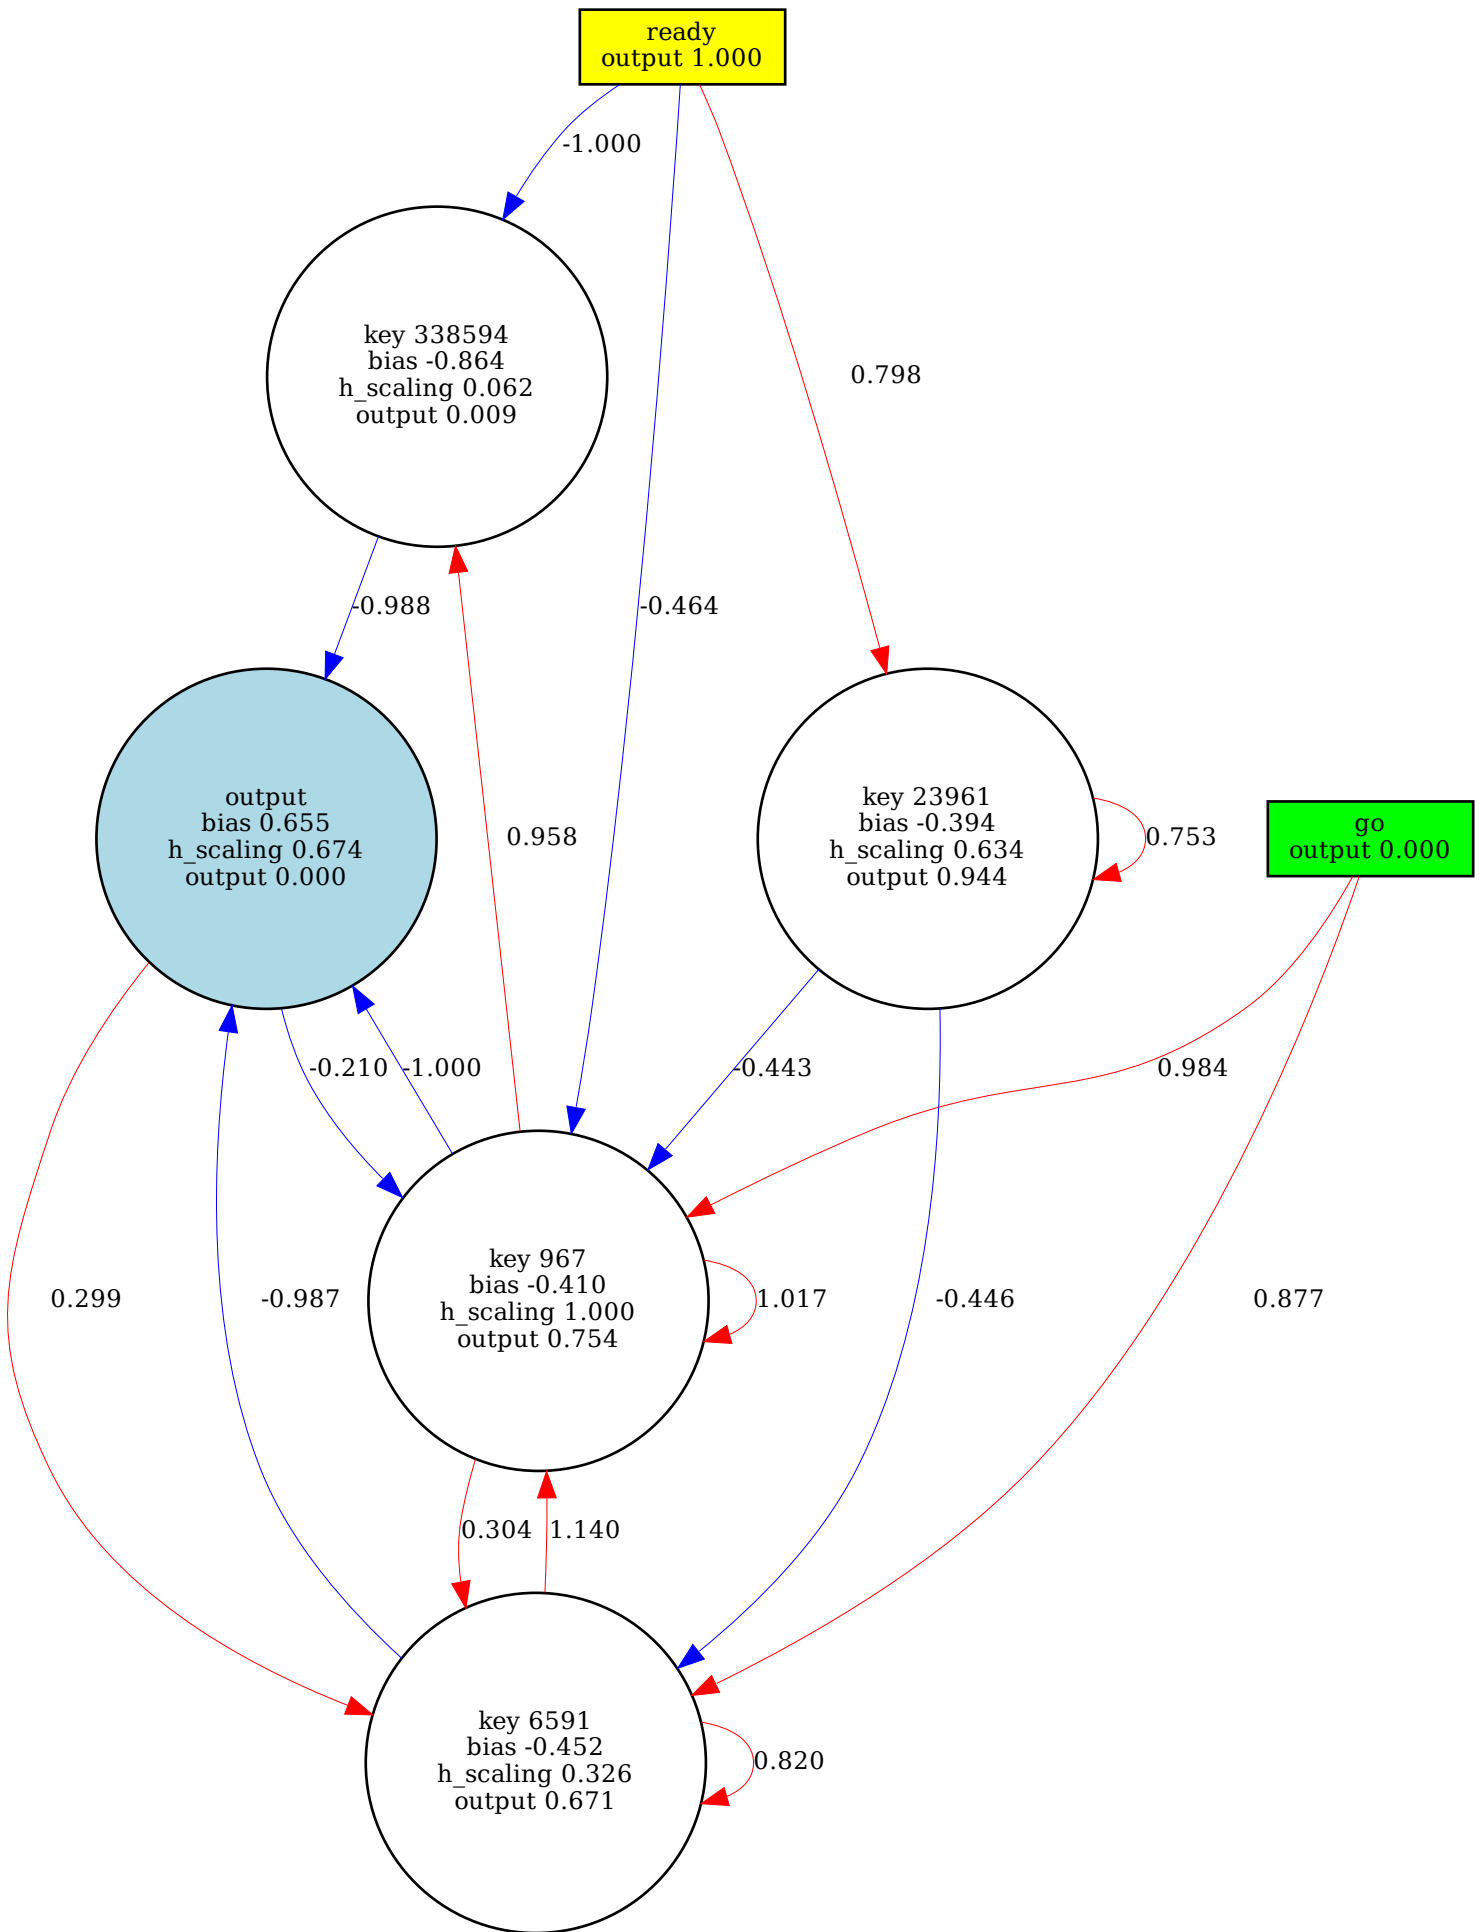 ready
output 1.000
-1.000
key 338594
bias -0.864
h_scaling 0.062
output 0.009
0.798
-0.988
-0.464
output
bias 0.655
h_scaling 0.674
output 0.000
0.958
key 23961
bias -0.394
h_scaling 0.634
output 0.944
0.753
go
output 0.000
-0.210
-1.000
-0.443
0.984
0.299
-0.987
key 967
bias -0.410
h_scaling 1.000
output 0.754
1.017
-0.446
0.877
0.304
1.140
key 6591
bias -0.452
h_scaling 0.326
output 0.671
0.820